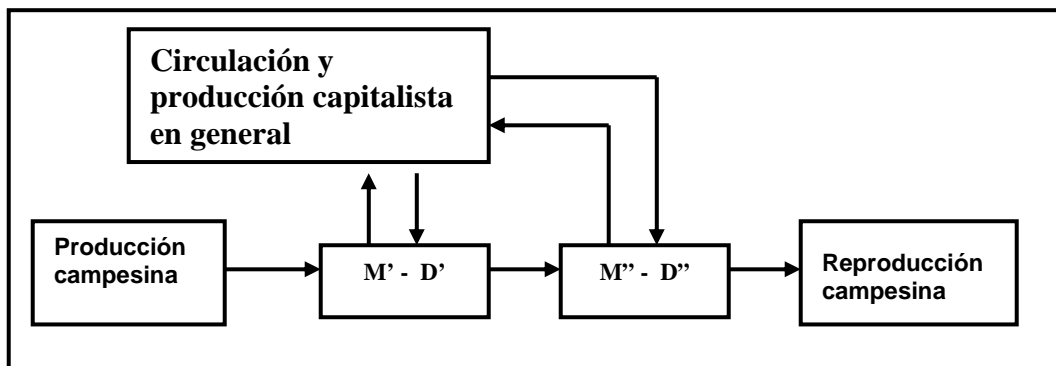 Circulación y
producción capitalista
en general
Producción
campesina
M’ - D’
M’’ - D’’
Reproducción
campesina